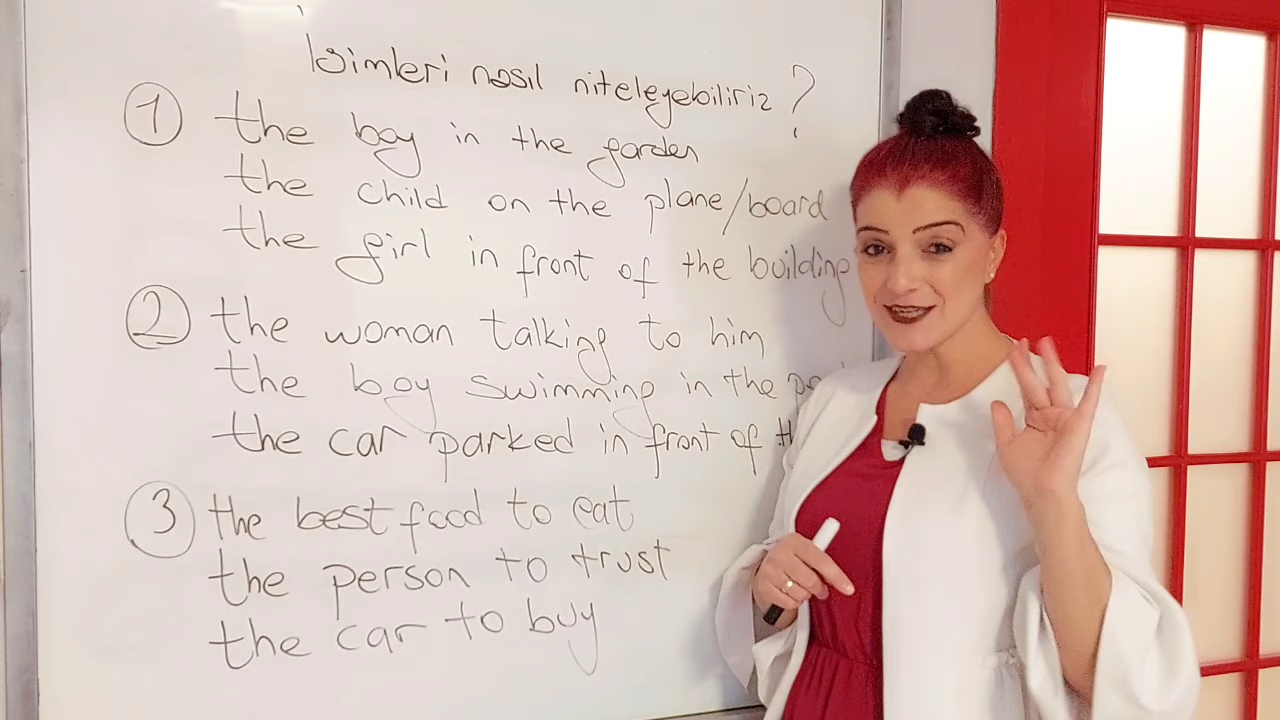 İsimleri nasıl niteleyebiliriz?
1 the boy in the garden
the child on the plane/board
the girl in front of the building
2 the woman talking to him
the boy swimming in the
the car parked in front of
3 the best food to eat
the person to trust
the car to buy